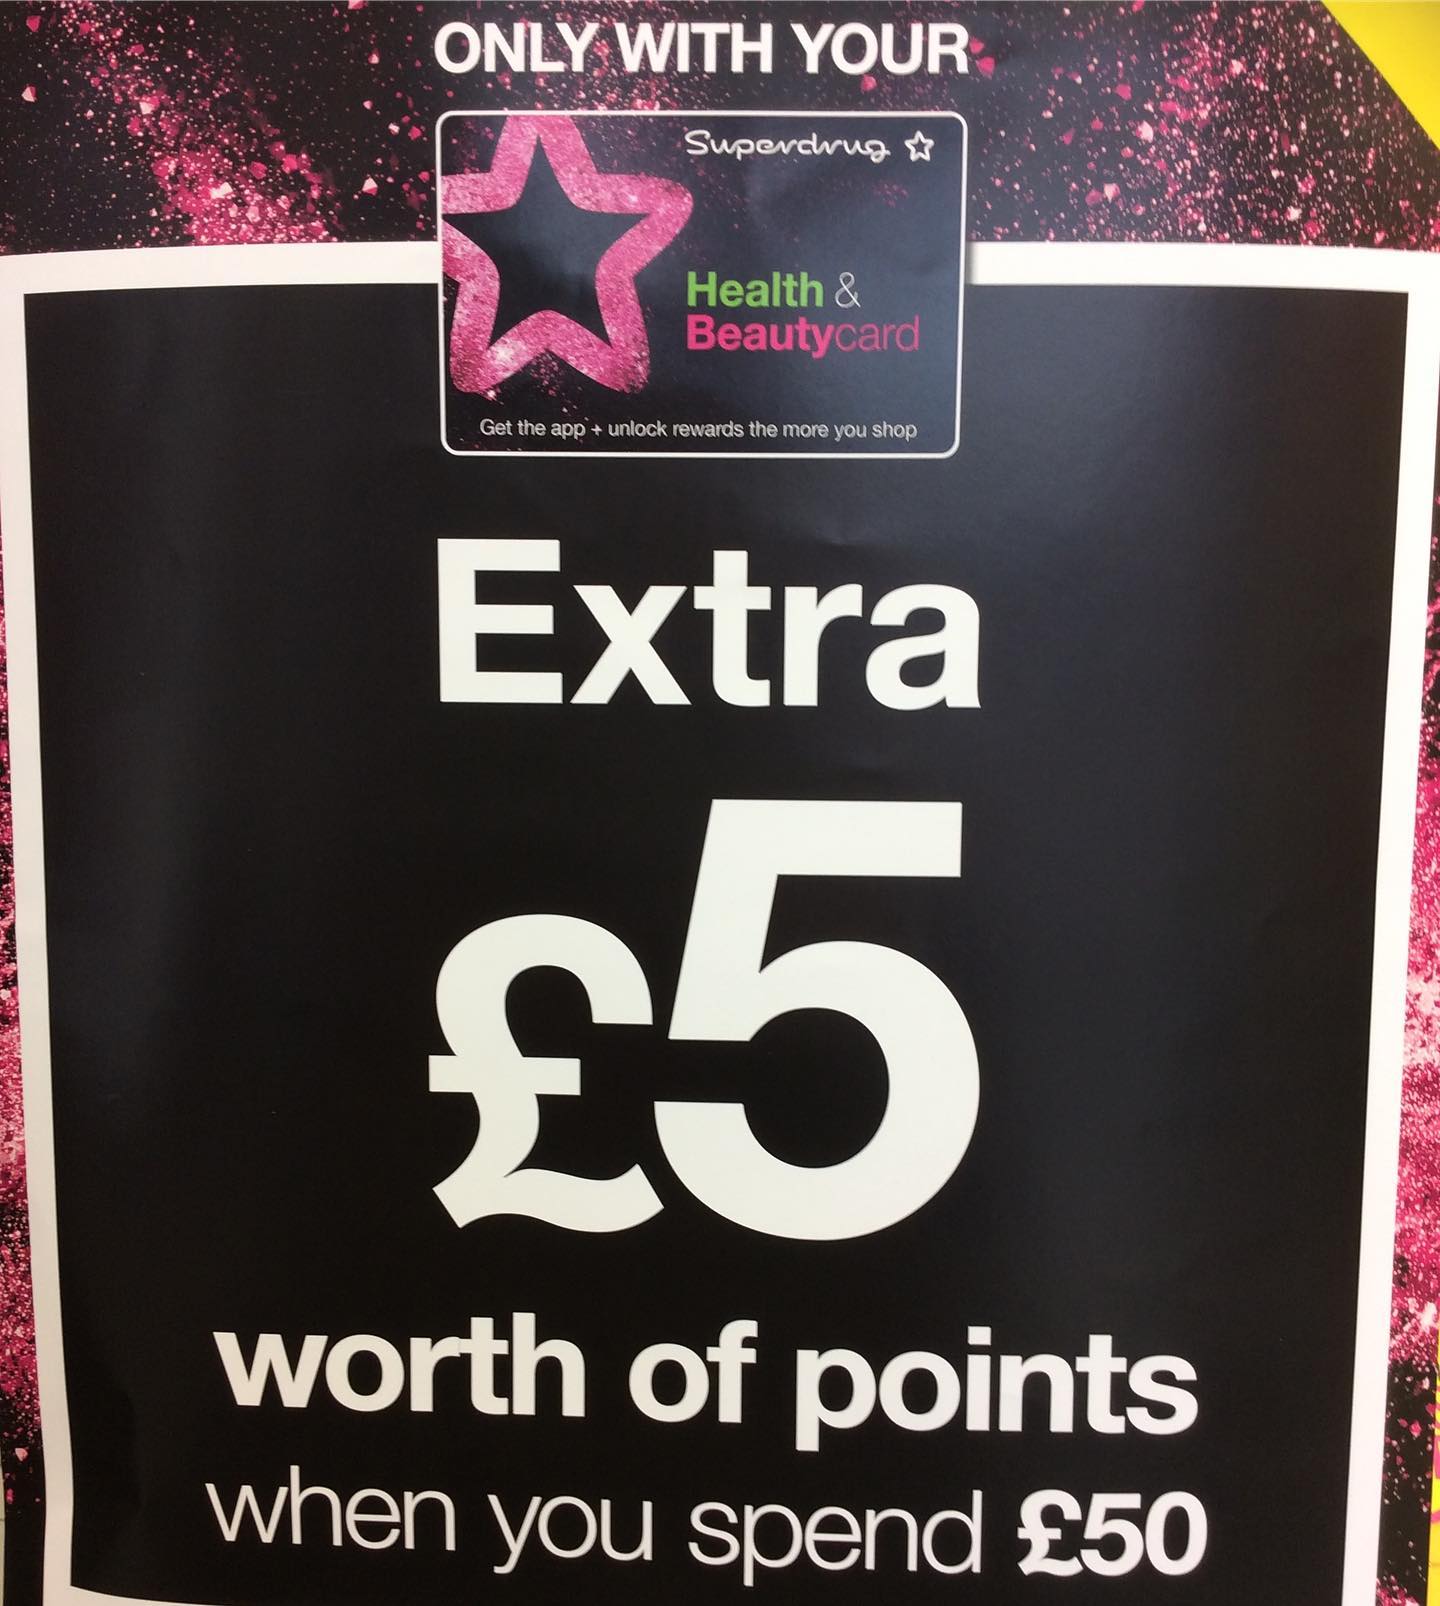 ONLY WITH YOUR
Superdrug
Health &
Beautycard
Get the app + unlock rewards the more you shop
Extra
£5
worth of points
when you spend £50